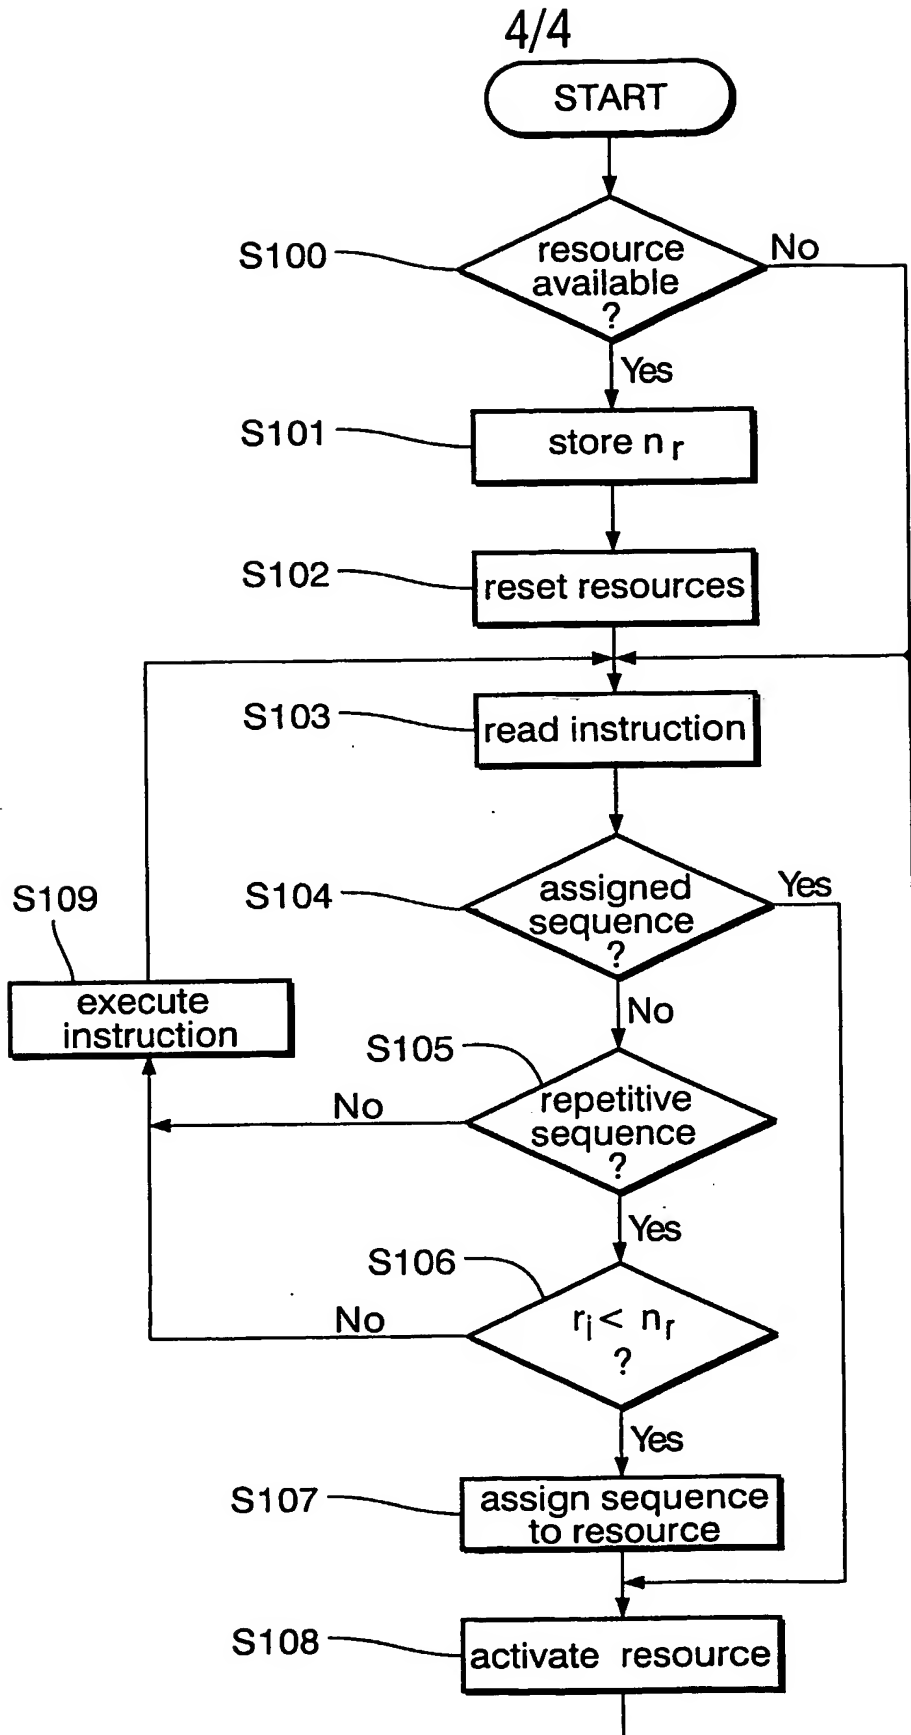 4/4
START
S100
resource
available
?
No
Yes
S101
store n r
S102
reset resources
S103
read instruction
S104
assigned
sequence
?
Yes
S109
execute
instruction
No
S105
repetitive
sequence
?
No
Yes
S106
ri < nr
?
No
Yes
S107
assign sequence
to resource
S108
activate resource